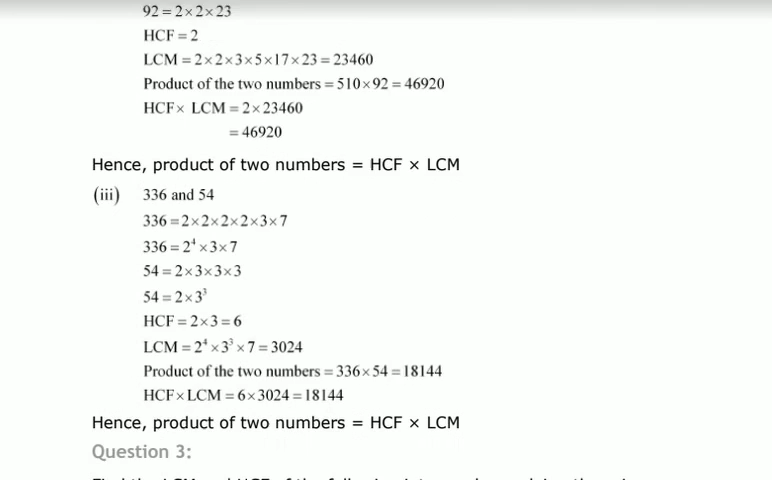 92 = 2×2×23
HCF = 2
LCM = 2×2×3×5×17×23 = 23460
Product of the two numbers = 510×92 = 46920
HCF× LCM = 2×23460
= 46920
Hence, product of two numbers = HCF × LCM
(iii) 336 and 54
336 = 2×2×2×2×3×7
336 = 2⁴ ×3×7
54 = 2×3×3×3
54 = 2×3³
HCF = 2×3 = 6
LCM = 2⁴ ×3³ ×7 = 3024
Product of the two numbers = 336×54 = 18144
HCF×LCM = 6×3024 = 18144
Hence, product of two numbers = HCF × LCM
Question 3: